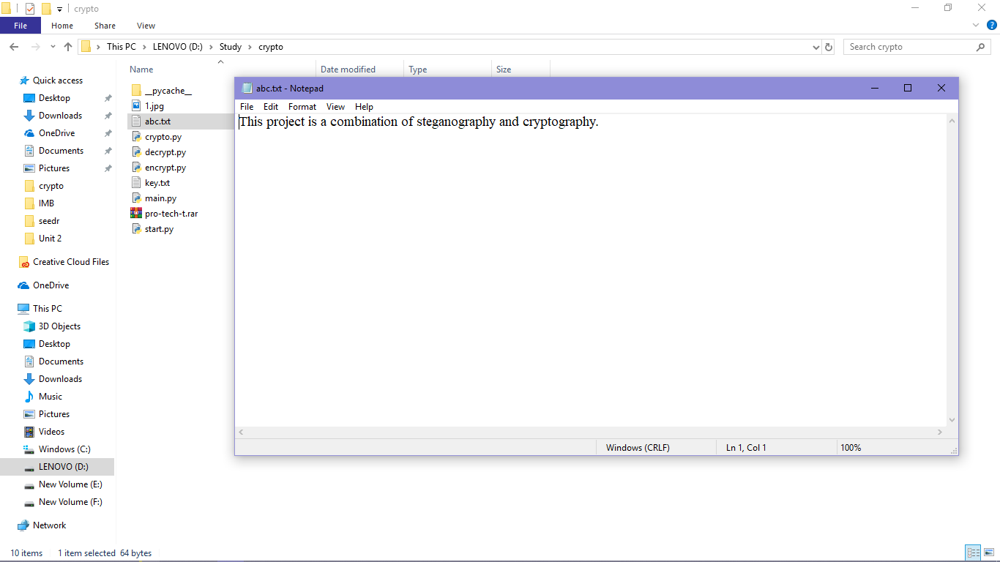 crypto
File Home Share View
This PC LENOVO (D:) Study crypto
Search crypto
Name Date modified Type Size
Quick access
Desktop
Downloads
OneDrive
Documents
Pictures
crypto
IMB
seedr
Unit 2
Creative Cloud Files
OneDrive
This PC
3D Objects
Desktop
Documents
Downloads
Music
Pictures
Videos
Windows (C:)
LENOVO (D:)
New Volume (E:)
New Volume (F:)
Network
__pycache__
1.jpg
abc.txt
crypto.py
decrypt.py
encrypt.py
key.txt
main.py
pro-tech-t.rar
start.py
abc.txt - Notepad
File Edit Format View Help
This project is a combination of steganography and cryptography.
Windows (CRLF) Ln 1, Col 1 100%
10 items 1 item selected 64 bytes